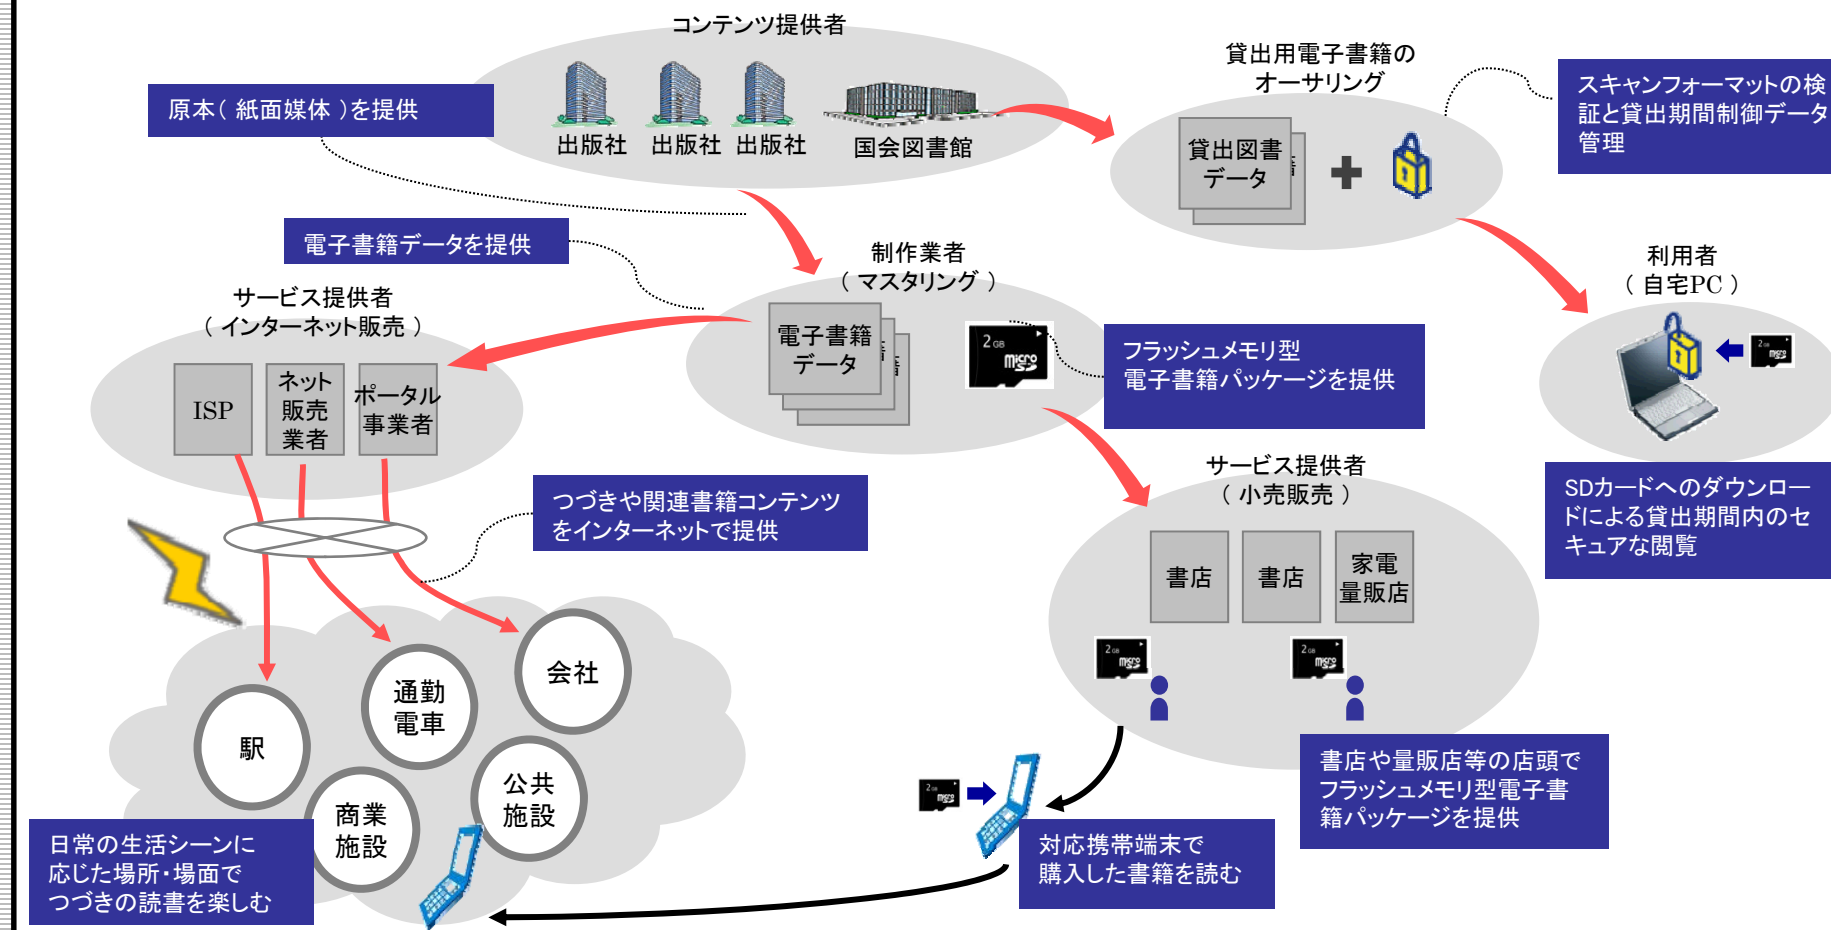 コンテンツ提供者
出版社
出版社
出版社
国会図書館
原本（ 紙面媒体 ）を提供
貸出用電子書籍の
オーサリング
貸出図書
データ
スキャンフォーマットの検
証と貸出期間制御データ
管理
電子書籍データを提供
制作業者
（ マスタリング ）
電子書籍
データ
2 GB
micro
フラッシュメモリ型
電子書籍パッケージを提供
利用者
（ 自宅PC ）
micro
SDカードへのダウンロー
ドによる貸出期間内のセ
キュアな閲覧
サービス提供者
（ インターネット販売 ）
ISP
ネット
販売
業者
ポータル
事業者
つづきや関連書籍コンテンツ
をインターネットで提供
サービス提供者
（ 小売販売 ）
書店
書店
家電
量販店
2 GB
micro
2 GB
micro
書店や量販店等の店頭で
フラッシュメモリ型電子書
籍パッケージを提供
micro
対応携帯端末で
購入した書籍を読む
駅
通勤
電車
会社
商業
施設
公共
施設
日常の生活シーンに
応じた場所・場面で
つづきの読書を楽しむ